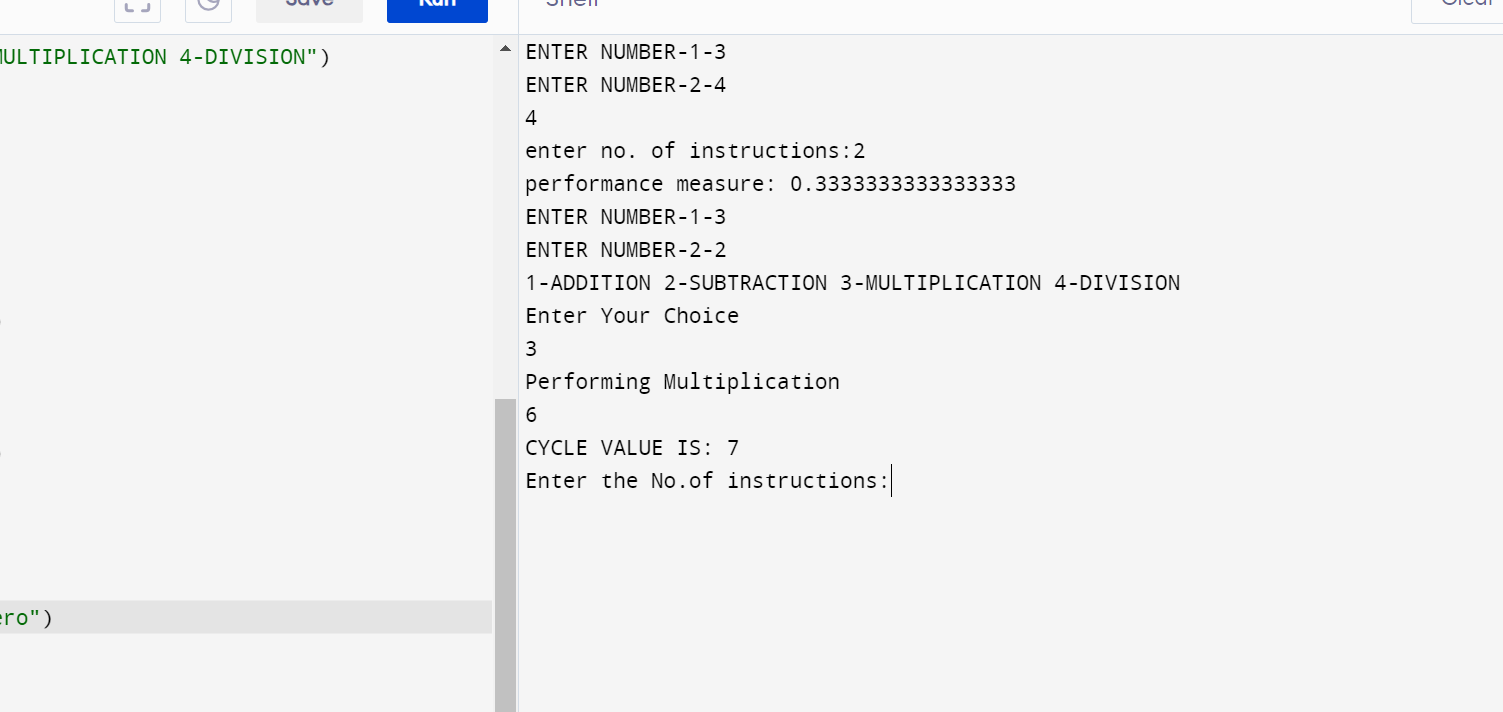 Save
Run
Shell
Clear
MULTIPLICATION 4-DIVISION")
ero")
ENTER NUMBER-1-3
ENTER NUMBER-2-4
4
enter no. of instructions:2
performance measure: 0.3333333333333333
ENTER NUMBER-1-3
ENTER NUMBER-2-2
1-ADDITION 2-SUBTRACTION 3-MULTIPLICATION 4-DIVISION
Enter Your Choice
3
Performing Multiplication
6
CYCLE VALUE IS: 7
Enter the No.of instructions: